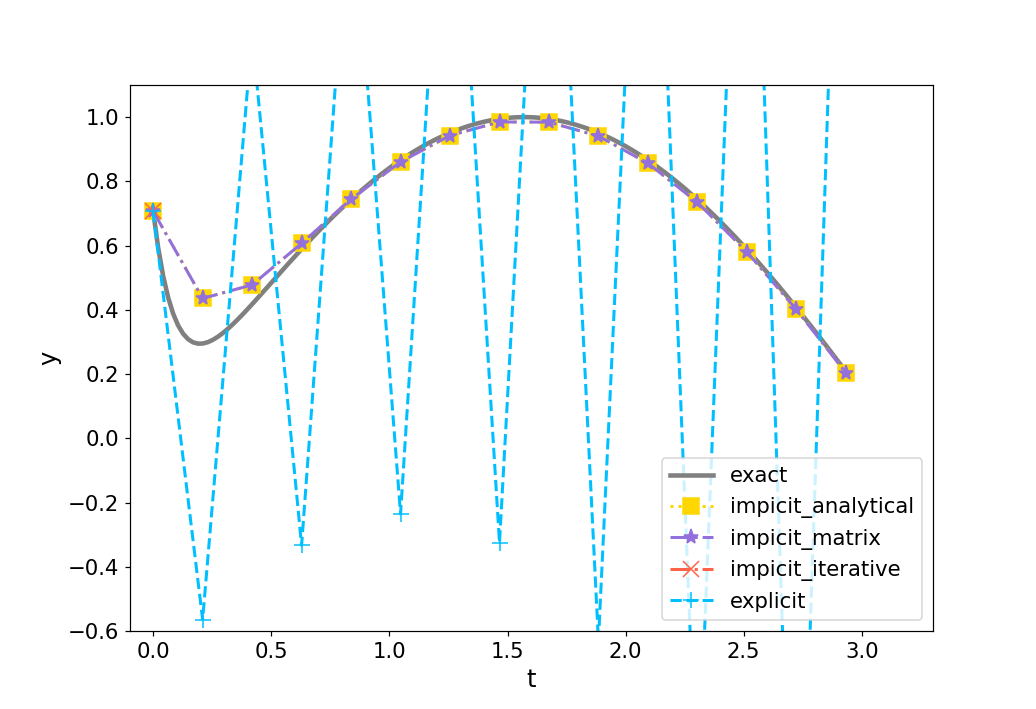 1.0
0.8
0.6
0.4
0.2
0.0
−0.2
−0.4
−0.6
y
0.0 0.5 1.0 1.5 2.0 2.5 3.0
t
exact
impicit_analytical
impicit_matrix
impicit_iterative
explicit